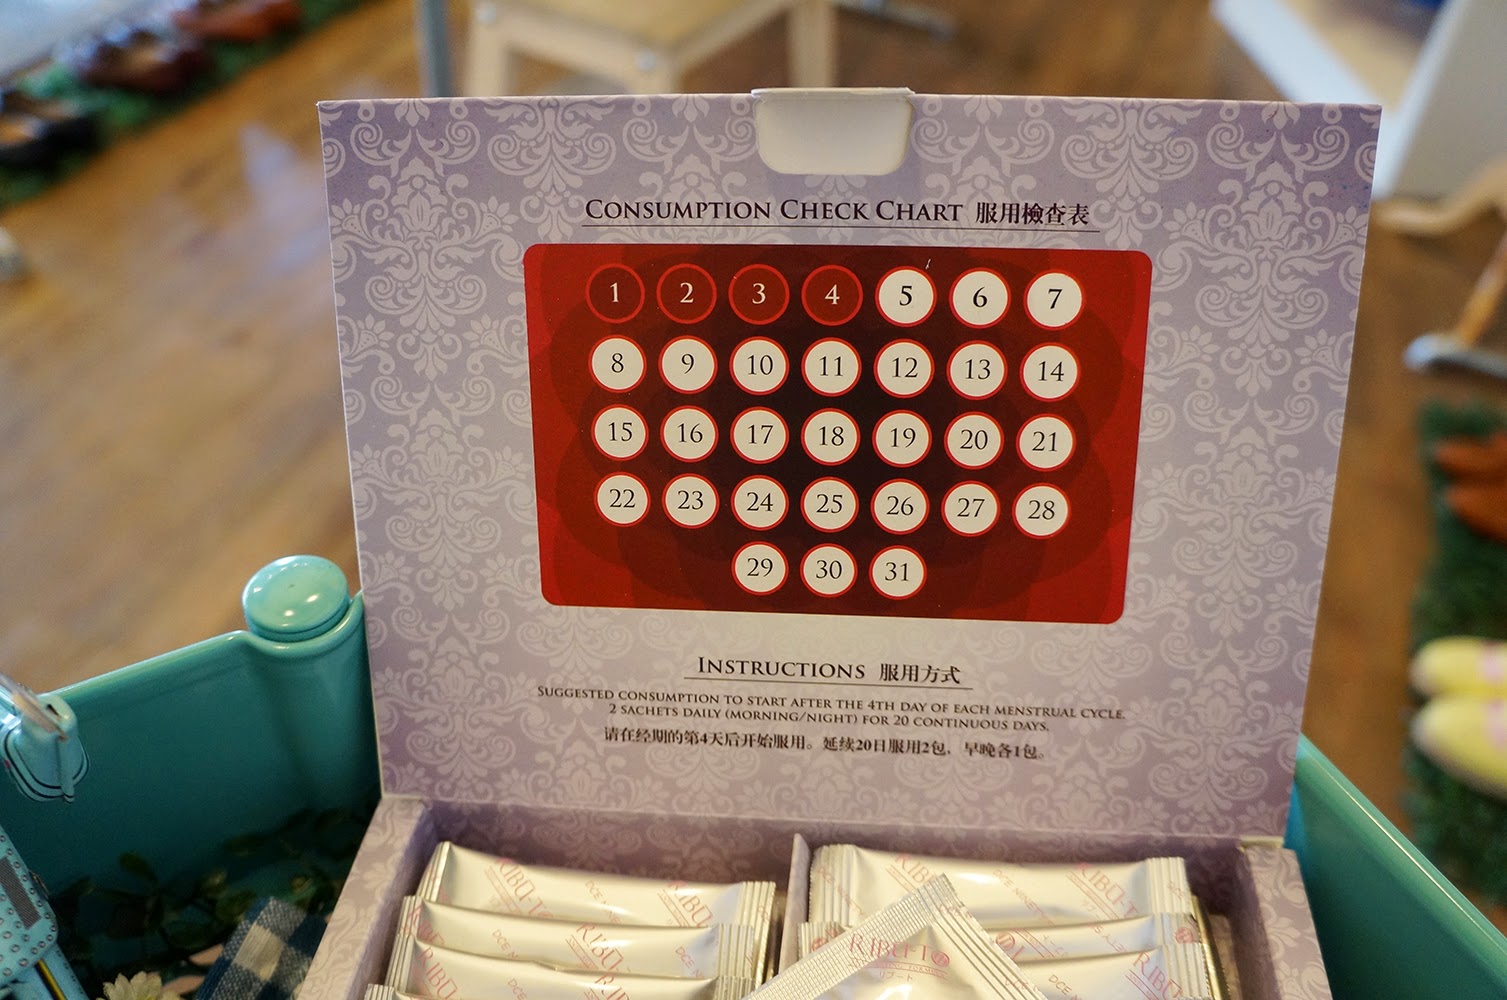 CONSUMPTION CHECK CHART 服用檢查表
1 2 3 4 5 6 7
8 9 10 11 12 13 14
15 16 17 18 19 20 21
22 23 24 25 26 27 28
29 30 31
INSTRUCTIONS 服用方式
SUGGESTED CONSUMPTION TO START AFTER THE 4TH DAY OF EACH MENSTRUAL CYCLE.
2 SACHETS DAILY (MORNING/NIGHT) FOR 20 CONTINUOUS DAYS.
请在经期的第4天后开始服用。延续20日服用2包，早晚各1包。